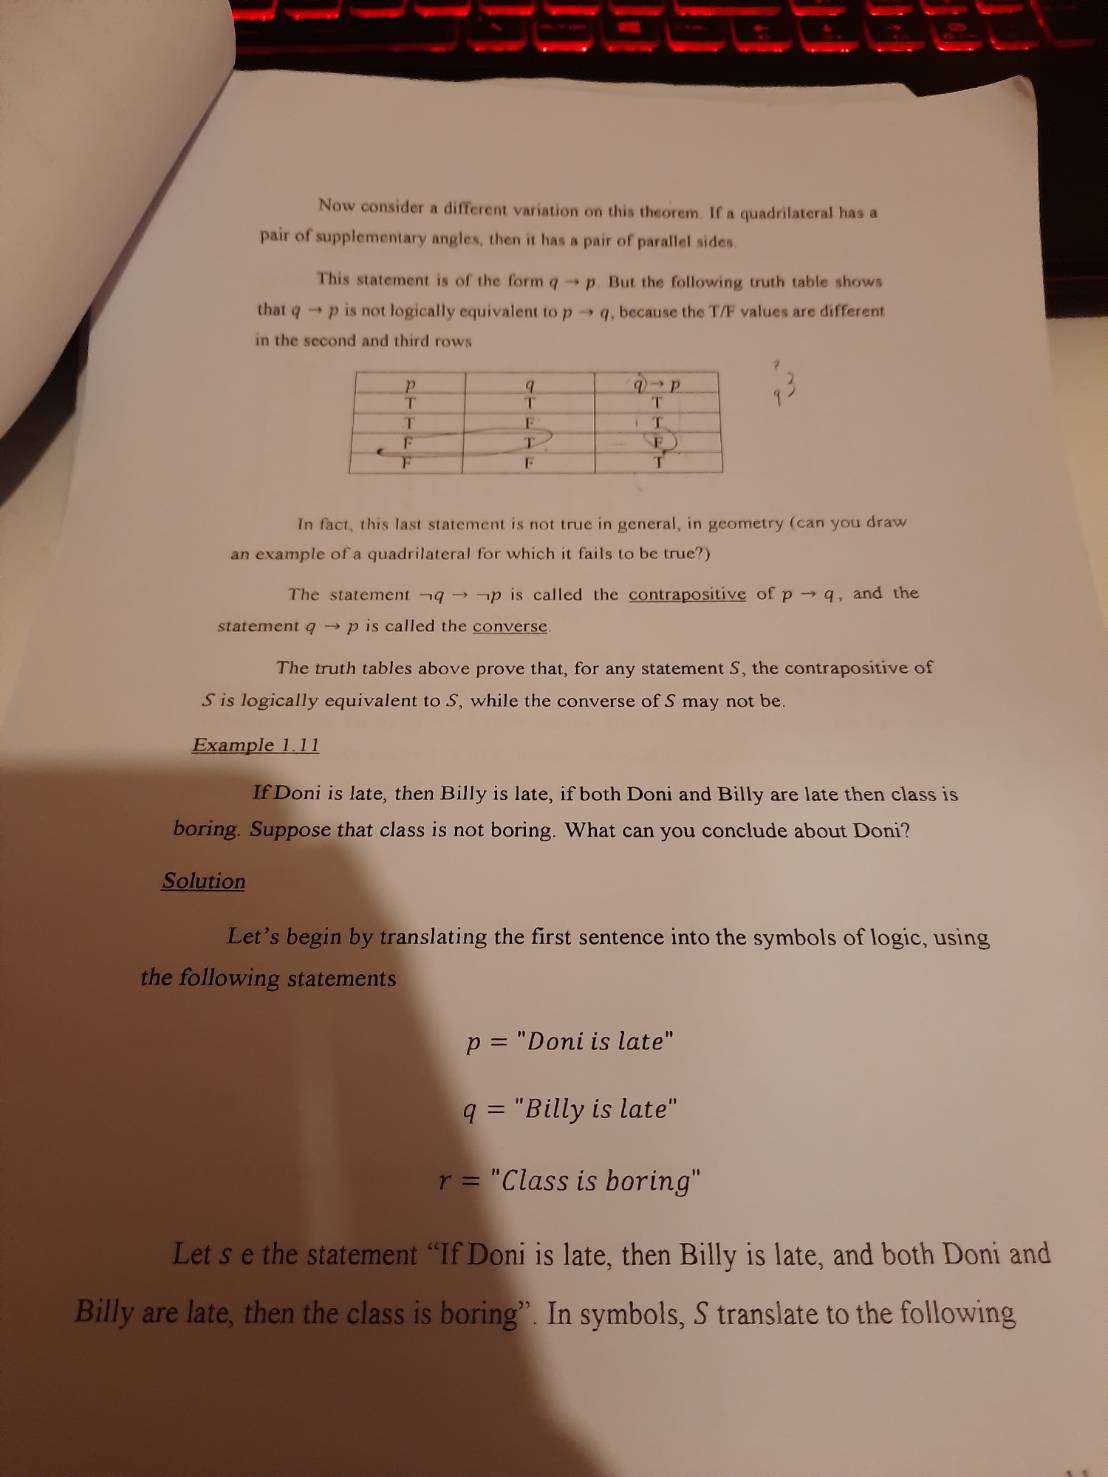 Now consider a different variation on this theorem. If a quadrilateral has a
pair of supplementary angles, then it has a pair of parallel sides.
This statement is of the form q → p. But the following truth table shows
that q → p is not logically equivalent to p → q, because the T/F values are different
in the second and third rows
p q q → p
T T T
T F T
F T F
F F T
In fact, this last statement is not true in general, in geometry (can you draw
an example of a quadrilateral for which it fails to be true?)
The statement ¬q → ¬p is called the contrapositive of p → q, and the
statement q → p is called the converse.
The truth tables above prove that, for any statement S, the contrapositive of
S is logically equivalent to S, while the converse of S may not be.
Example 1.11
If Doni is late, then Billy is late, if both Doni and Billy are late then class is
boring. Suppose that class is not boring. What can you conclude about Doni?
Solution
Let's begin by translating the first sentence into the symbols of logic, using
the following statements
p = "Doni is late"
q = "Billy is late"
r = "Class is boring"
Let s e the statement “If Doni is late, then Billy is late, and both Doni and
Billy are late, then the class is boring”. In symbols, S translate to the following